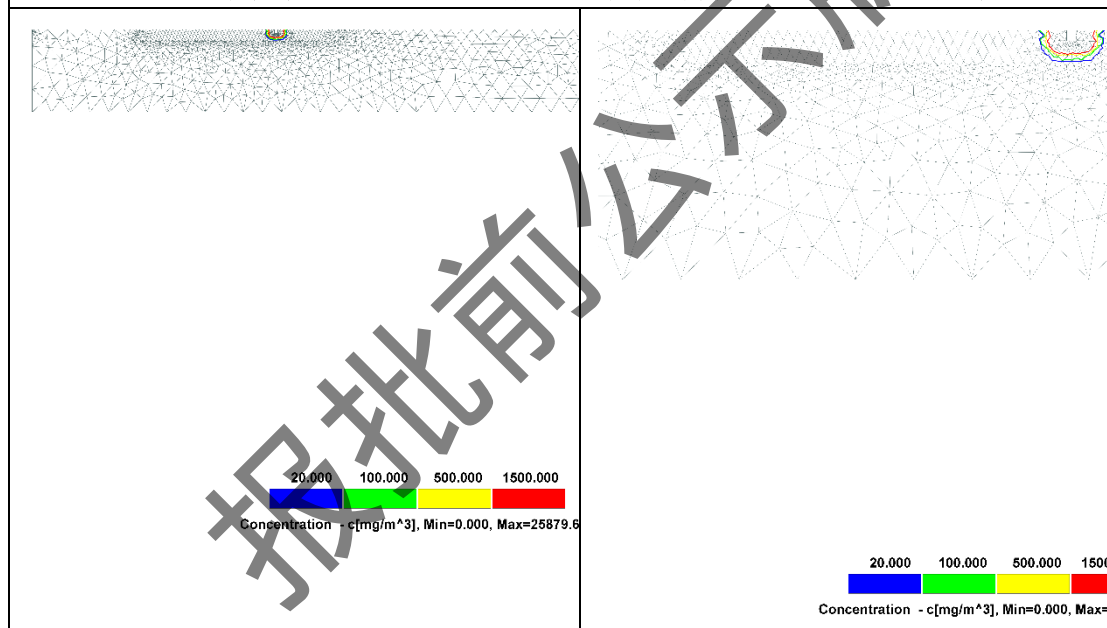 20.000 100.000 500.000 1500.000
Concentration - c[mg/m^3], Min=0.000, Max=25879.6
20.000 100.000 500.000 1500
Concentration - c[mg/m^3], Min=0.000, Max=
报批前公示